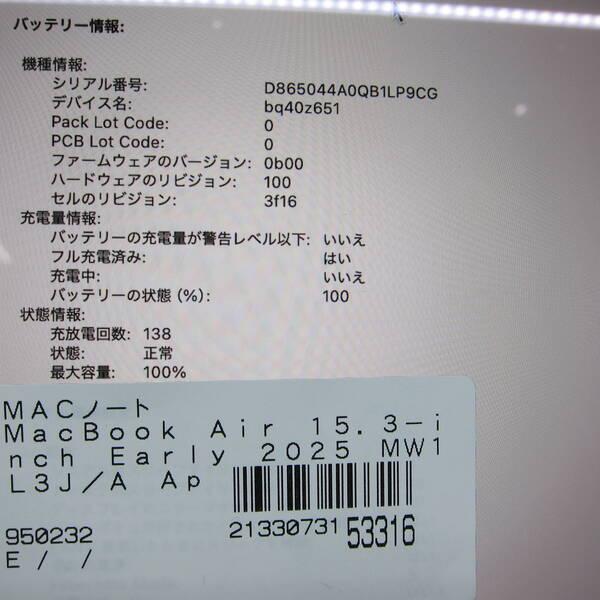 バッテリー情報:
機種情報:
シリアル番号: D865044A0QB1LP9CG
デバイス名: bq40z651
Pack Lot Code: 0
PCB Lot Code: 0
ファームウェアのバージョン: 0b00
ハードウェアのリビジョン: 100
セルのリビジョン: 3f16
充電量情報:
バッテリーの充電量が警告レベル以下: いいえ
フル充電済み: はい
充電中: いいえ
バッテリーの状態 (%): 100
状態情報:
充放電回数: 138
状態: 正常
最大容量: 100%
MACノート
MacBook Air 15.3-i
nch Early 2025 MW1
L3J/A Ap
950232
21330731 53316
E / /